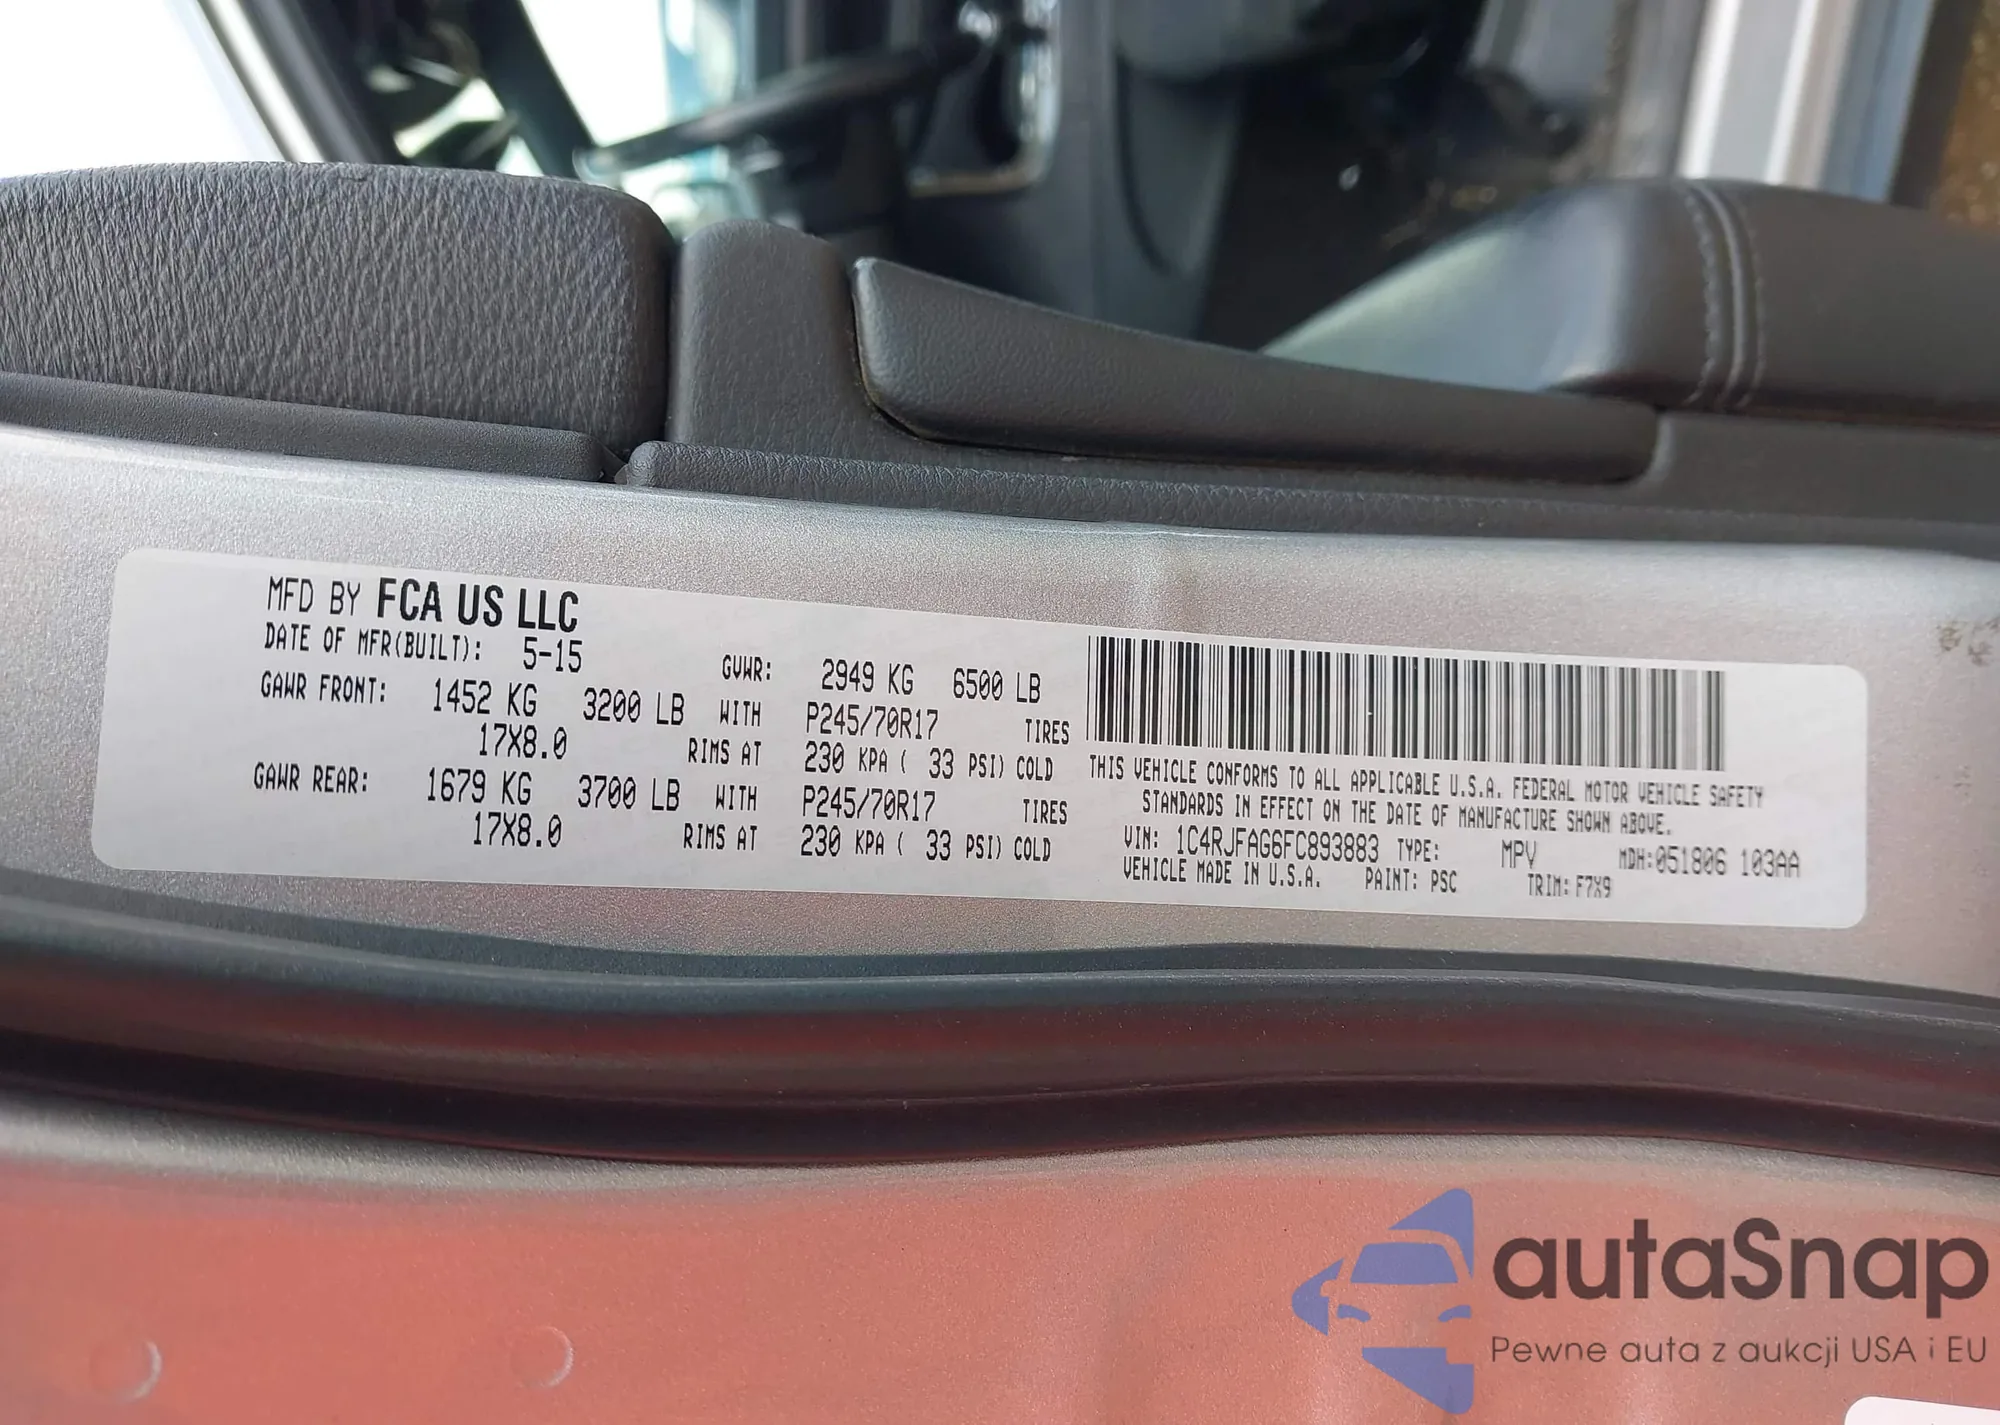 MFD BY FCA US LLC
DATE OF MFR(BUILT): 5-15 GVWR: 2949 KG 6500 LB
GAWR FRONT: 1452 KG 3200 LB WITH P245/70R17 TIRES
17X8.0 RIMS AT 230 KPA ( 33 PSI) COLD
GAWR REAR: 1679 KG 3700 LB WITH P245/70R17 TIRES
17X8.0 RIMS AT 230 KPA ( 33 PSI) COLD
THIS VEHICLE CONFORMS TO ALL APPLICABLE U.S.A. FEDERAL MOTOR VEHICLE SAFETY
STANDARDS IN EFFECT ON THE DATE OF MANUFACTURE SHOWN ABOVE.
VIN: 1C4RJFAG6FC893883 TYPE: MPV MDH:051806 103AA
VEHICLE MADE IN U.S.A. PAINT: PSC TRIM: F7X9
autaSnap
Pewne auta z aukcji USA i EU